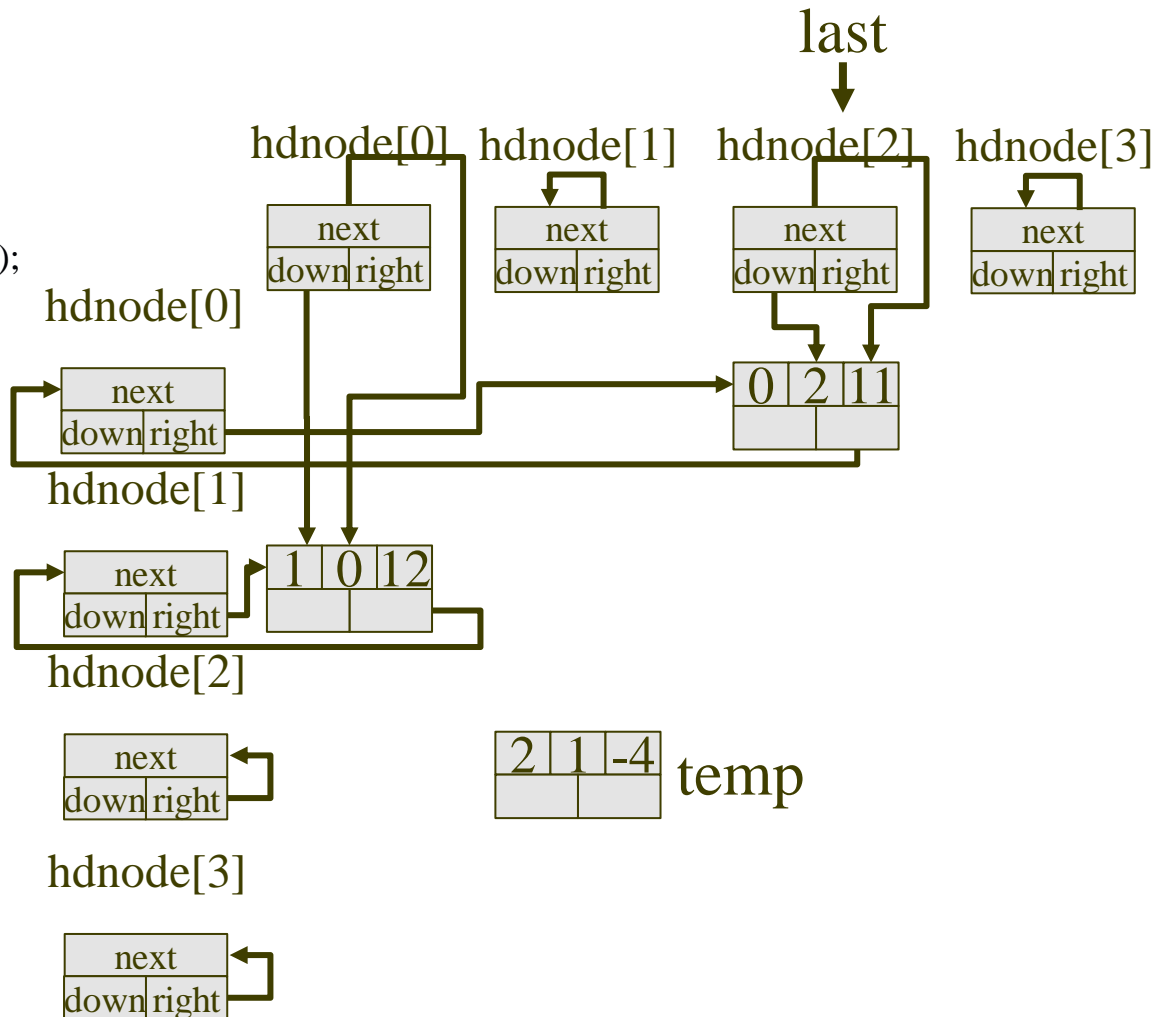 last
hdnode[0] hdnode[1] hdnode[2] hdnode[3]
next next next next
down right down right down right down right
);
hdnode[0]
next
down right
0 2 11
hdnode[1]
next
down right
1 0 12
hdnode[2]
next
down right
2 1 -4 temp
hdnode[3]
next
down right